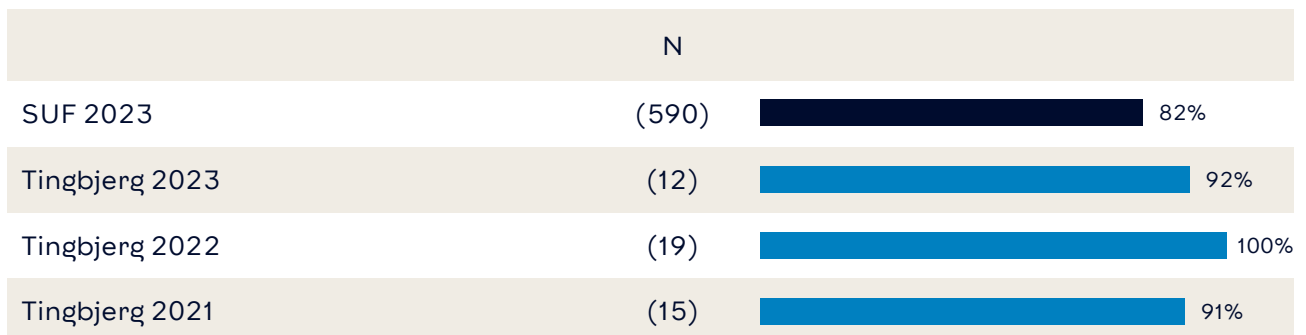 N
SUF 2023 (590) 82%
Tingbjerg 2023 (12) 92%
Tingbjerg 2022 (19) 100%
Tingbjerg 2021 (15) 91%